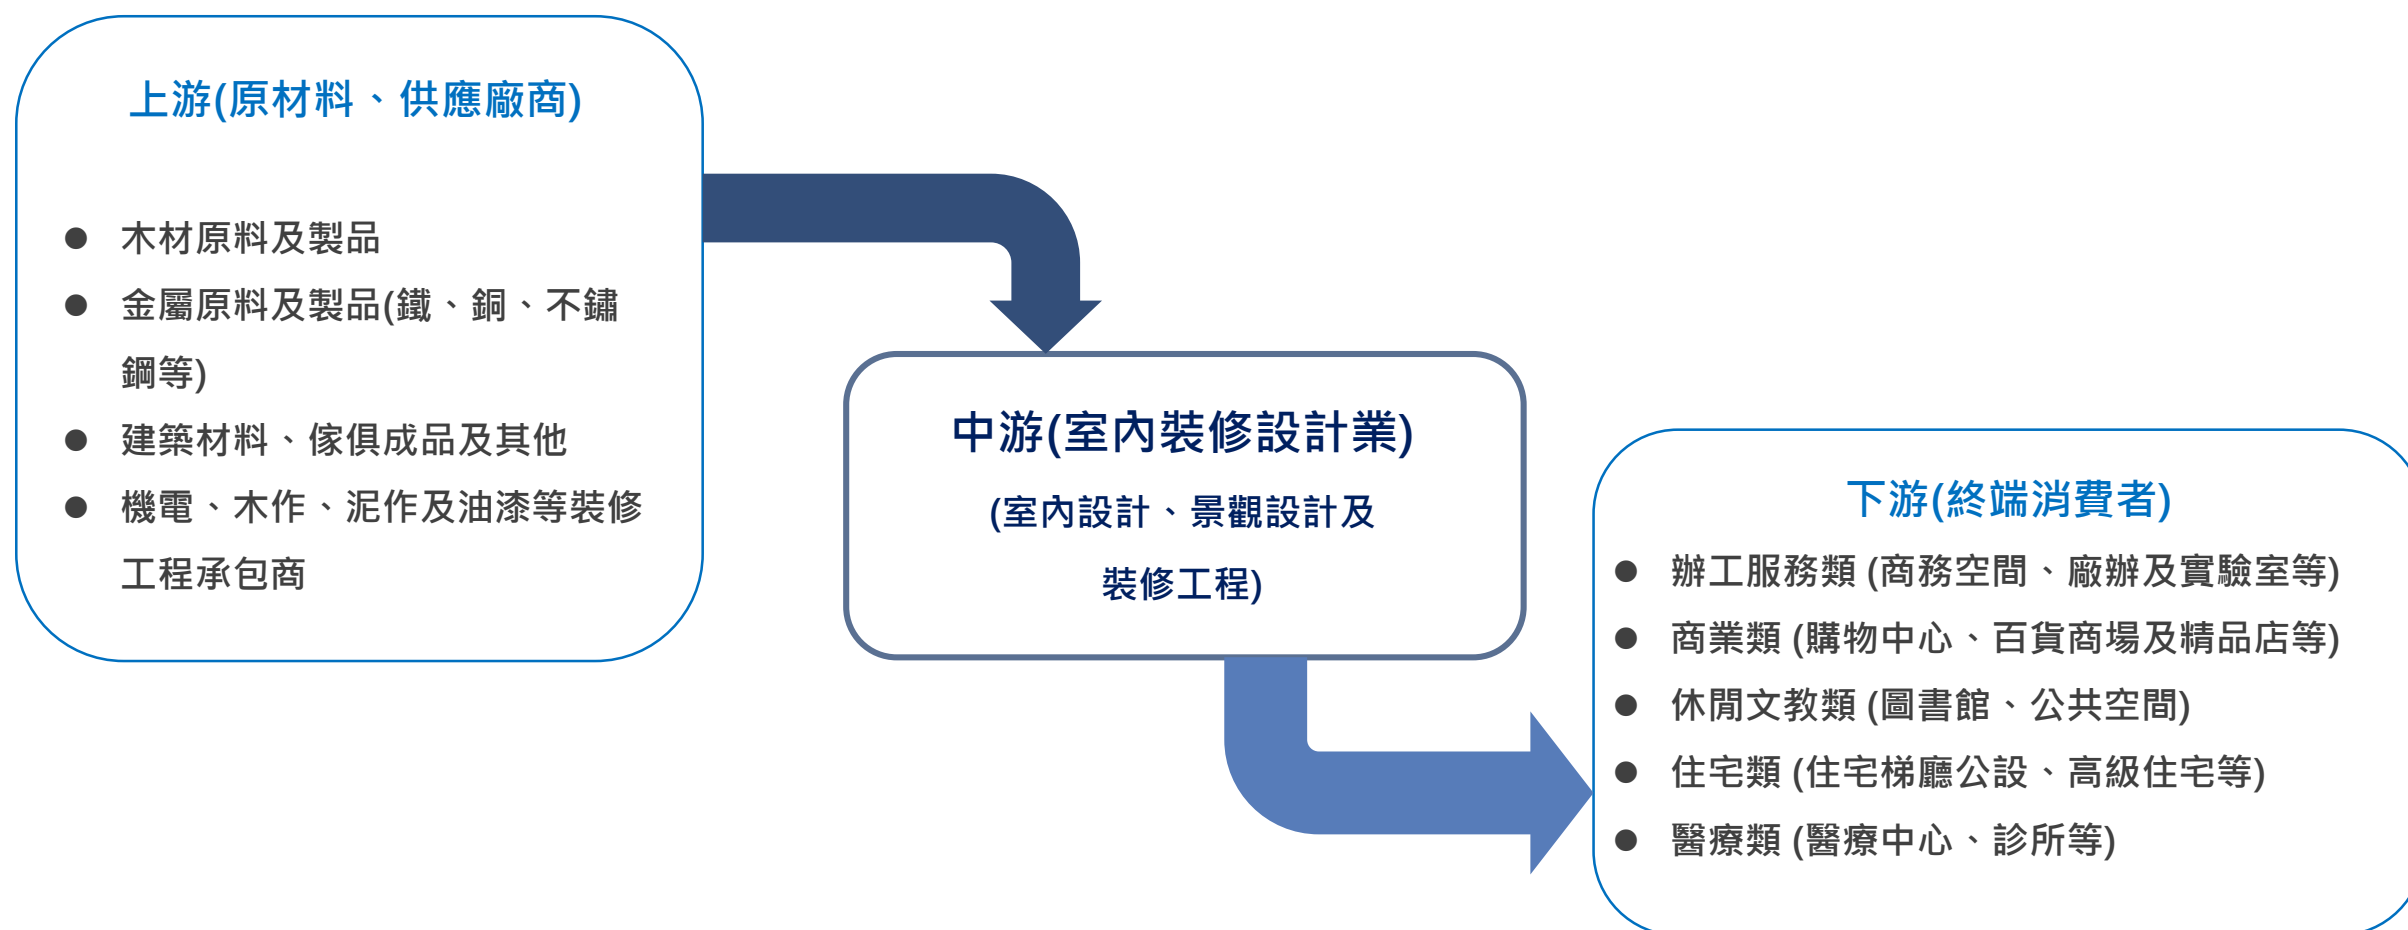 上游(原材料、供應廠商)
● 木材原料及製品
● 金屬原料及製品(鐵、銅、不鏽
鋼等)
● 建築材料、傢俱成品及其他
● 機電、木作、泥作及油漆等裝修
工程承包商
中游(室內裝修設計業)
(室內設計、景觀設計及
裝修工程)
下游(終端消費者)
● 辦工服務類 (商務空間、廠辦及實驗室等)
● 商業類 (購物中心、百貨商場及精品店等)
● 休閒文教類 (圖書館、公共空間)
● 住宅類 (住宅梯廳公設、高級住宅等)
● 醫療類 (醫療中心、診所等)